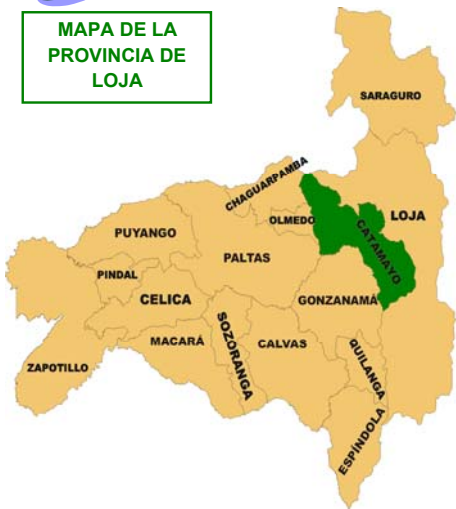 MAPA DE LA
PROVINCIA DE
LOJA
SARAGURO
CHAGUARPAMBA
OLMEDO
LOJA
CATAMAYO
PUYANGO
PALTAS
PINDAL
CELICA
GONZANAMÁ
MACARÁ
SOZORANGA
CALVAS
QUILANGA
ZAPOTILLO
ESPÍNDOLA